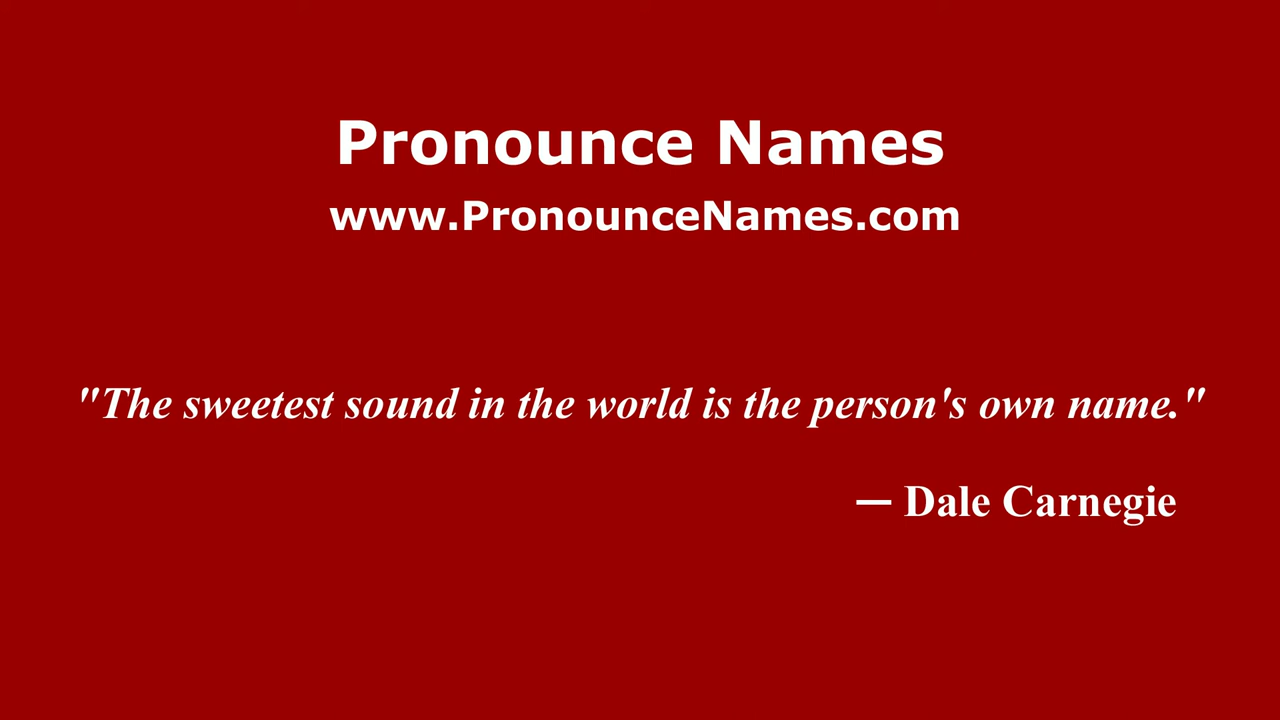 Pronounce Names
www.PronounceNames.com
"The sweetest sound in the world is the person's own name."
— Dale Carnegie